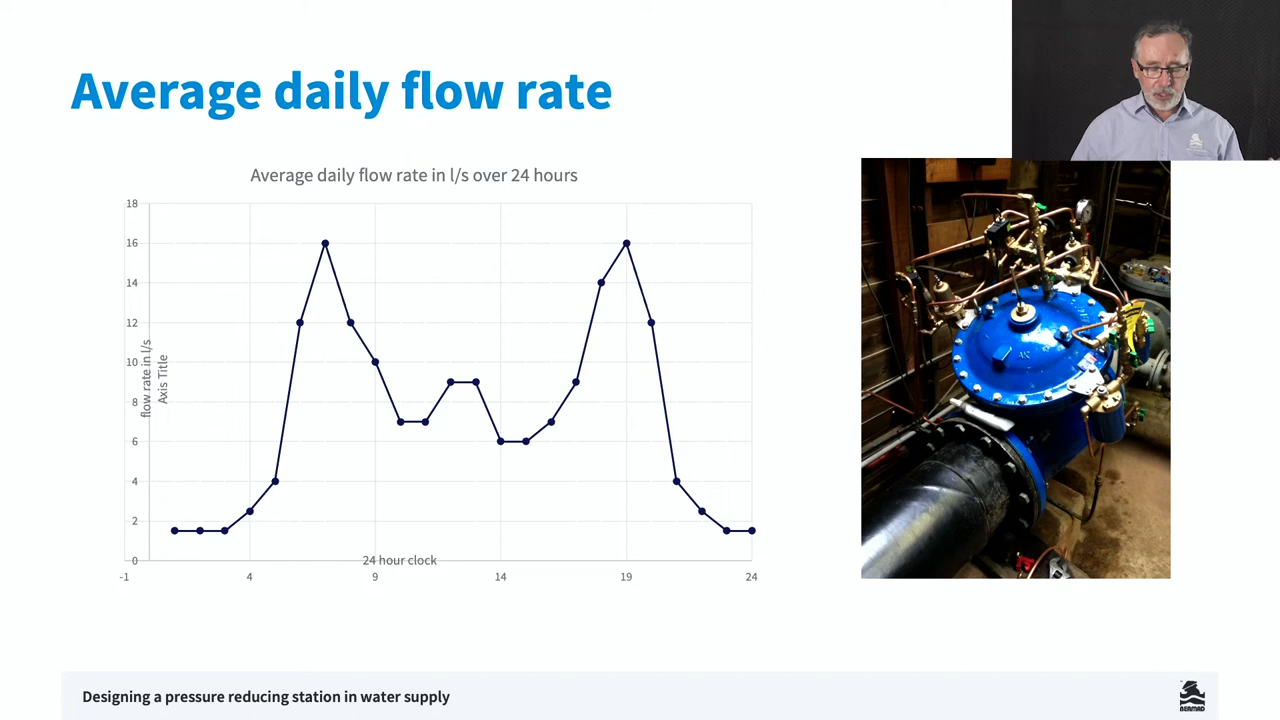 Average daily flow rate
Average daily flow rate in l/s over 24 hours
18
16
14
12
10
8
6
4
2
0
flow rate in l/s
Axis Title
24 hour clock
-1 4 9 14 19 24
Designing a pressure reducing station in water supply
BERMAD